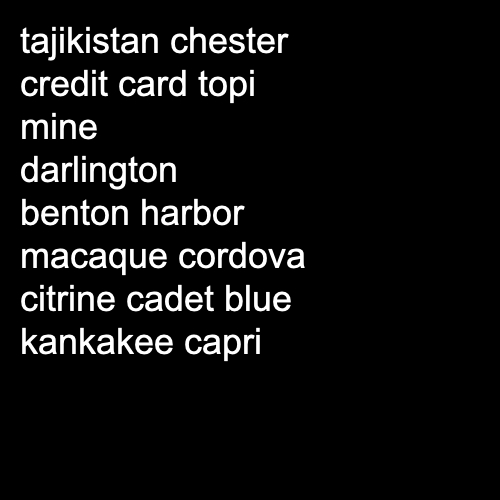 tajikistan chester
credit card topi
mine
darlington
benton harbor
macaque cordova
citrine cadet blue
kankakee capri